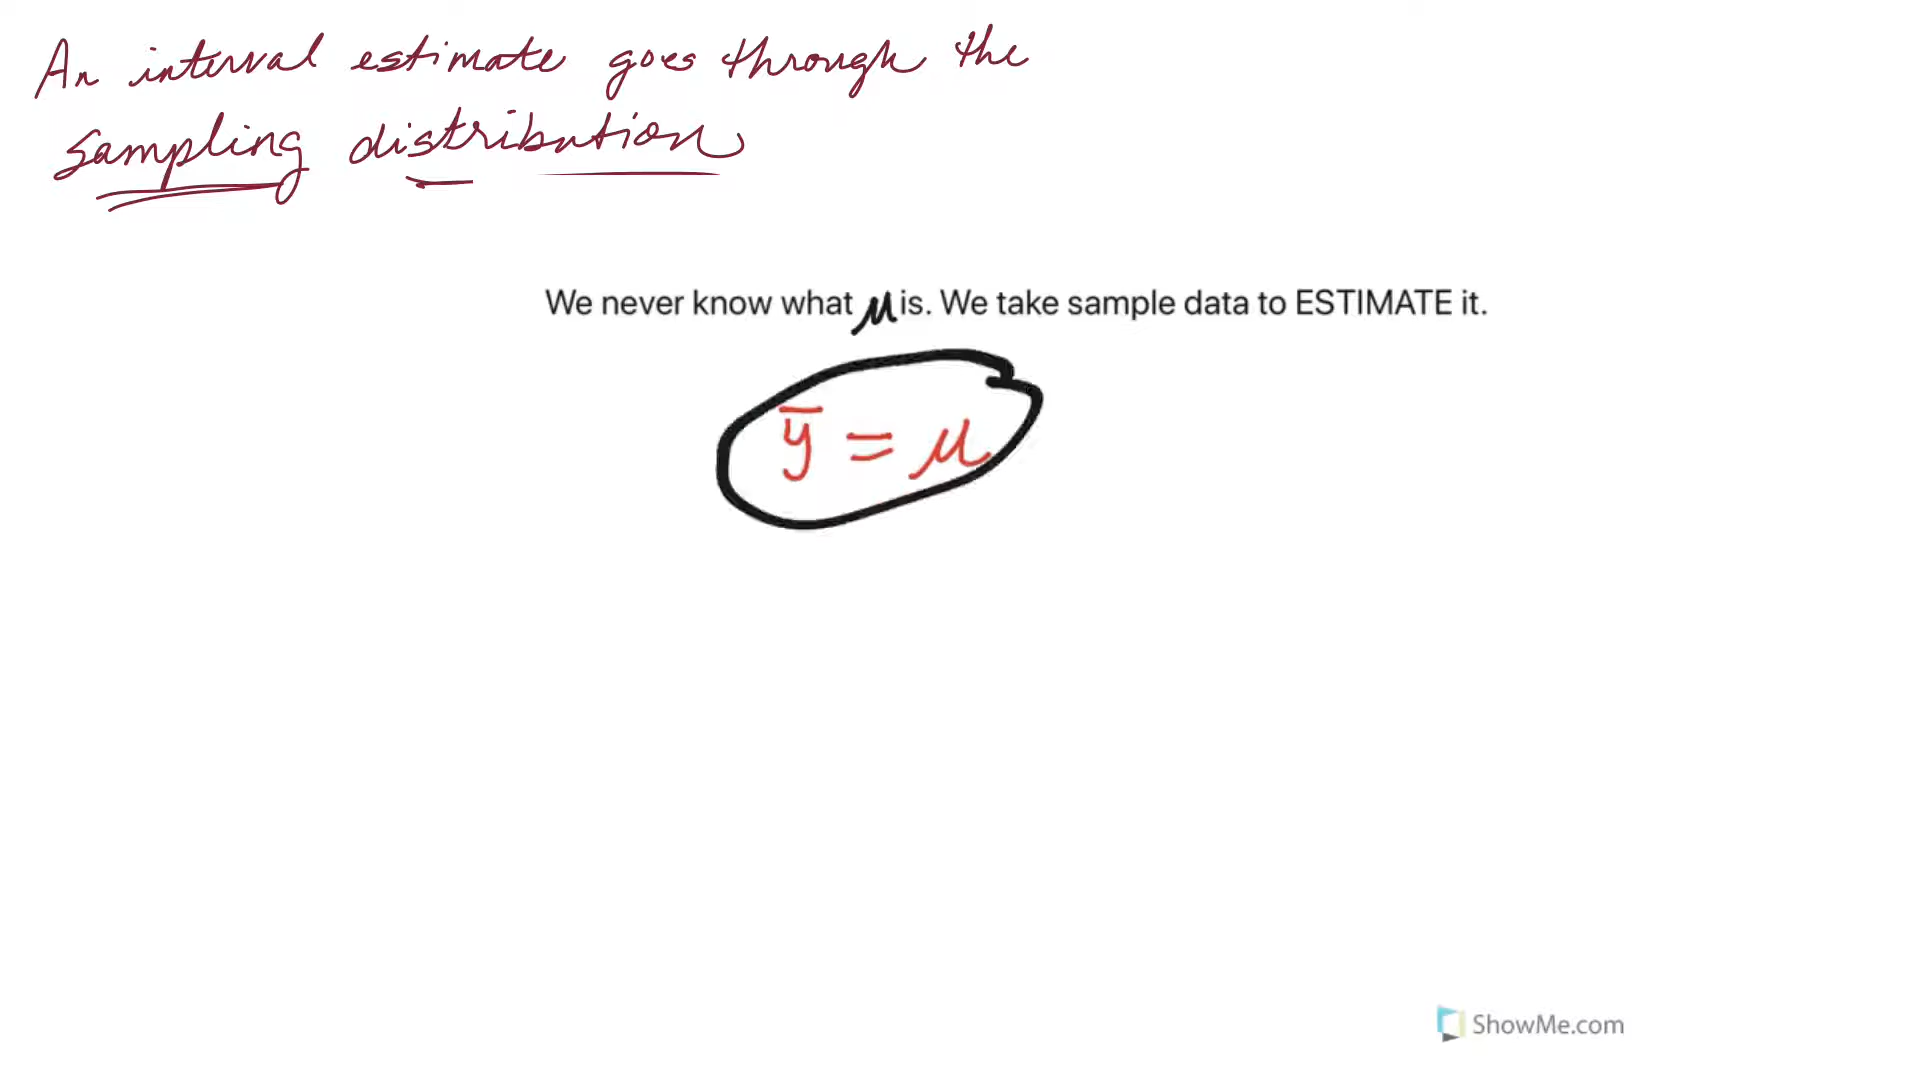 An interval estimate goes through the
sampling distribution
We never know what μ is. We take sample data to ESTIMATE it.
ȳ = μ
ShowMe.com